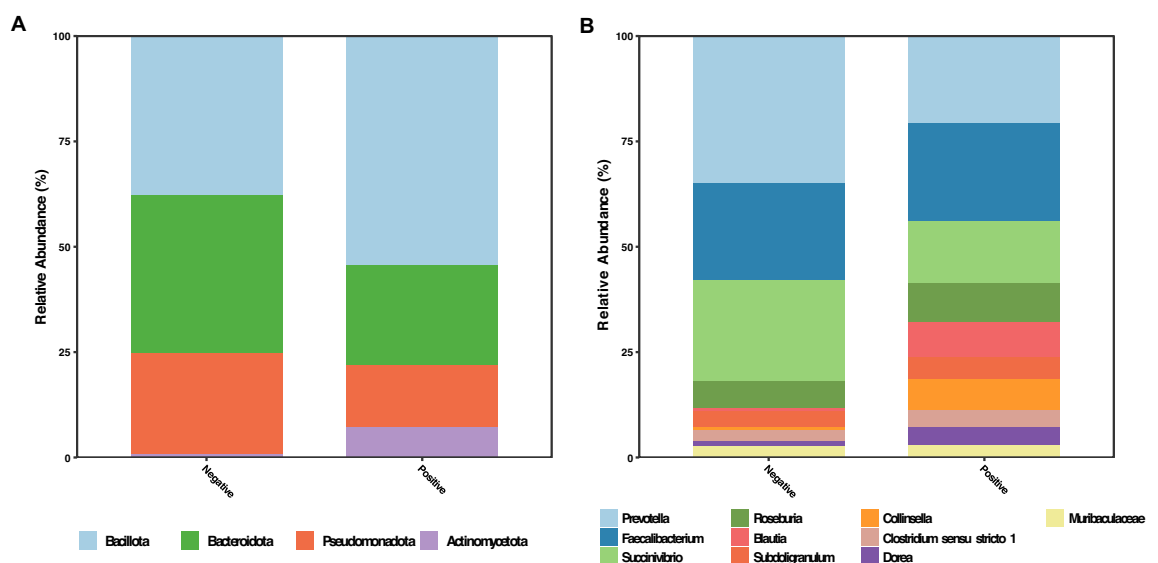 A
Relative Abundance (%)
100
75
50
25
0
Negative
Positive
Bacillota
Bacteroidota
Pseudomonadota
Actinomycetota
B
Relative Abundance (%)
100
75
50
25
0
Negative
Positive
Prevotella
Roseburia
Collinsella
Muribaculaceae
Faecalibacterium
Blautia
Clostridium sensu stricto 1
Succinivibrio
Subdoligranulum
Dorea